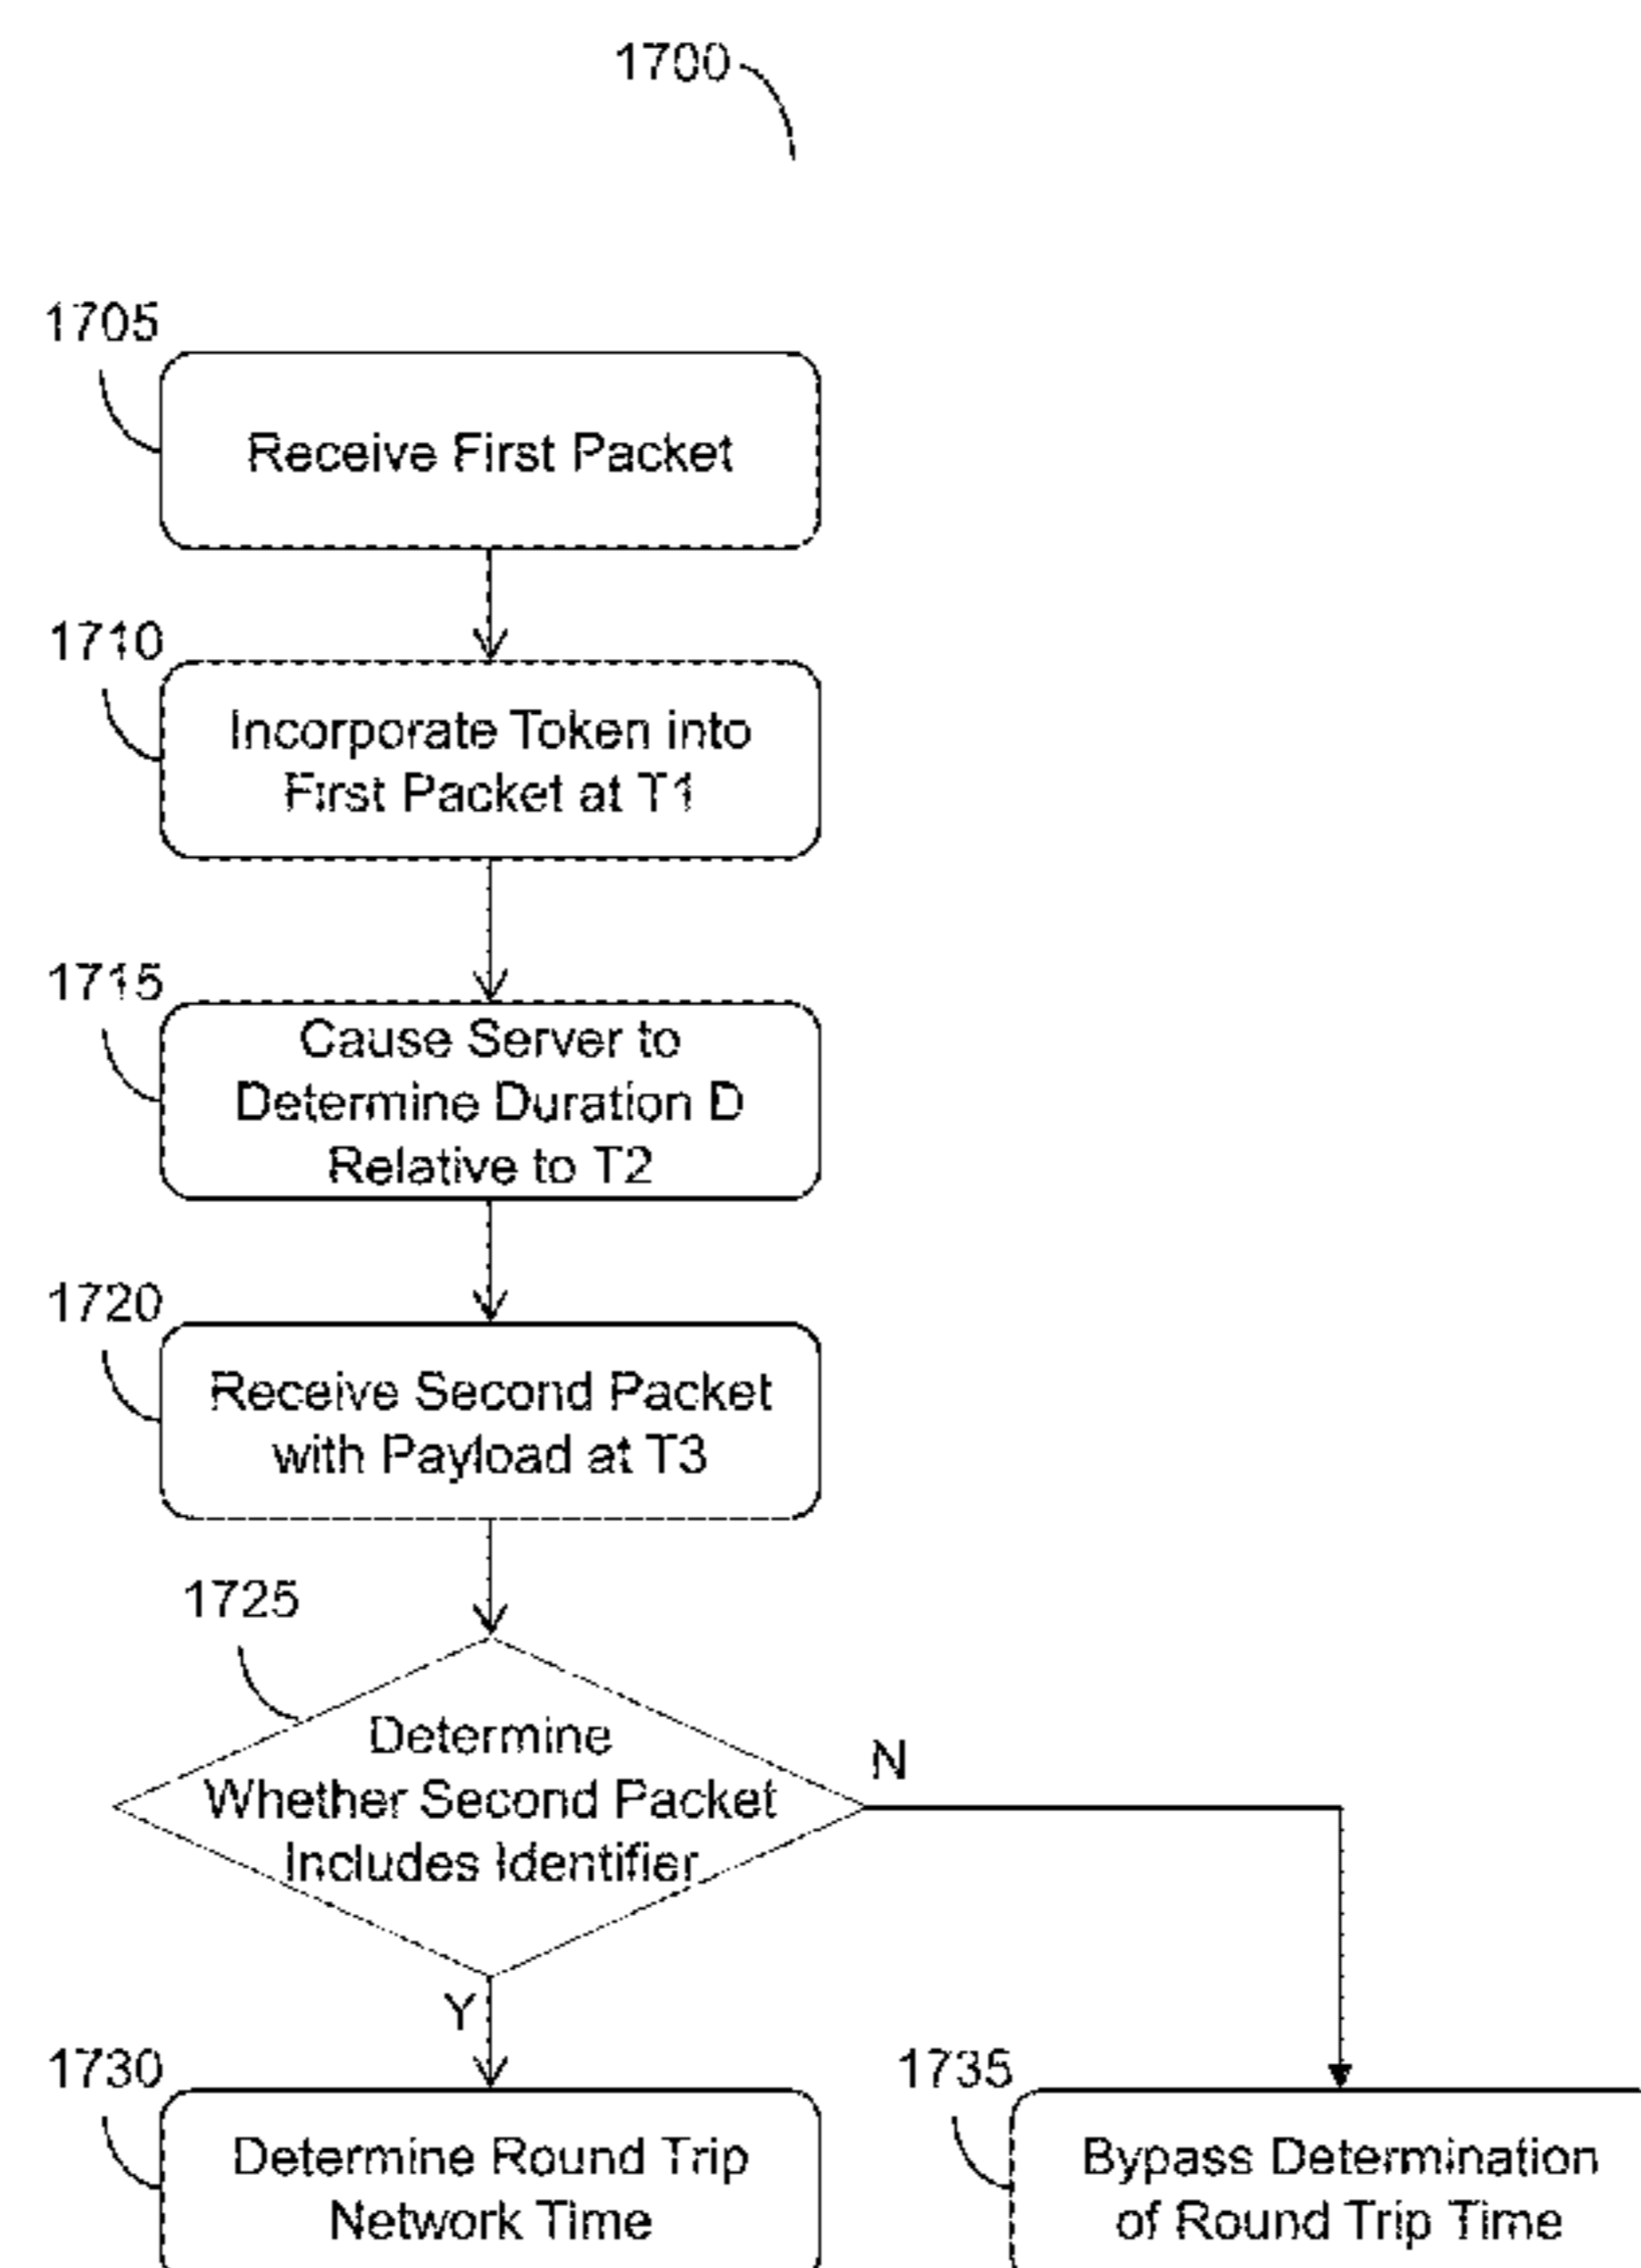 1700
1705
Receive First Packet
1710
Incorporate Token into
First Packet at T1
1715
Cause Server to
Determine Duration D
Relative to T2
1720
Receive Second Packet
with Payload at T3
1725
Determine
Whether Second Packet
Includes Identifier
N
Y
1730
Determine Round Trip
Network Time
1735
Bypass Determination
of Round Trip Time